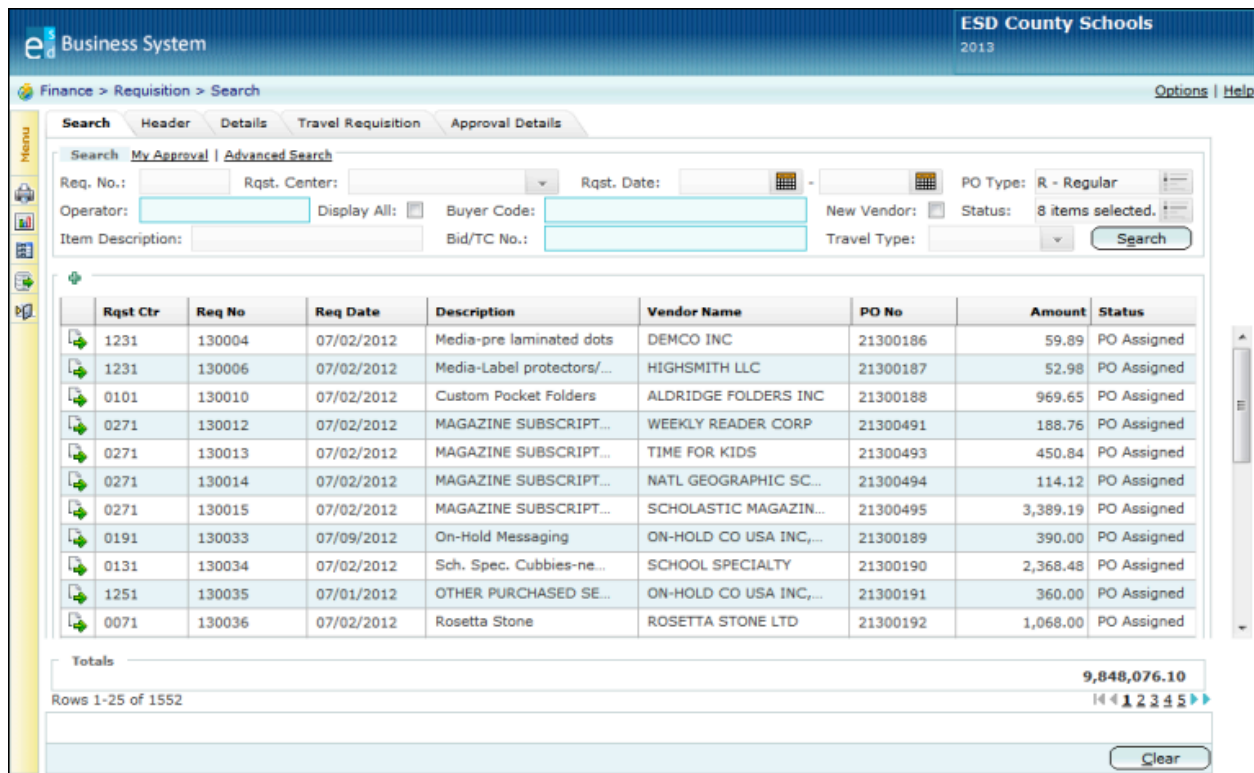 ESD County Schools
esd Business System
2013
Finance > Requisition > Search Options | Help
Menu
Search Header Details Travel Requisition Approval Details
Search My Approval | Advanced Search
Req. No.: Rqst. Center: Rqst. Date: - PO Type: R - Regular
Operator: Display All: Buyer Code: New Vendor: Status: 8 items selected.
Item Description: Bid/TC No.: Travel Type: Search
Rqst Ctr Req No Req Date Description Vendor Name PO No Amount Status
1231 130004 07/02/2012 Media-pre laminated dots DEMCO INC 21300186 59.89 PO Assigned
1231 130006 07/02/2012 Media-Label protectors/... HIGHSMITH LLC 21300187 52.98 PO Assigned
0101 130010 07/02/2012 Custom Pocket Folders ALDRIDGE FOLDERS INC 21300188 969.65 PO Assigned
0271 130012 07/02/2012 MAGAZINE SUBSCRIPT... WEEKLY READER CORP 21300491 188.76 PO Assigned
0271 130013 07/02/2012 MAGAZINE SUBSCRIPT... TIME FOR KIDS 21300493 450.84 PO Assigned
0271 130014 07/02/2012 MAGAZINE SUBSCRIPT... NATL GEOGRAPHIC SC... 21300494 114.12 PO Assigned
0271 130015 07/02/2012 MAGAZINE SUBSCRIPT... SCHOLASTIC MAGAZIN... 21300495 3,389.19 PO Assigned
0191 130033 07/09/2012 On-Hold Messaging ON-HOLD CO USA INC,... 21300189 390.00 PO Assigned
0131 130034 07/02/2012 Sch. Spec. Cubbies-ne... SCHOOL SPECIALTY 21300190 2,368.48 PO Assigned
1251 130035 07/01/2012 OTHER PURCHASED SE... ON-HOLD CO USA INC,... 21300191 360.00 PO Assigned
0071 130036 07/02/2012 Rosetta Stone ROSETTA STONE LTD 21300192 1,068.00 PO Assigned
Totals
9,848,076.10
Rows 1-25 of 1552 1 2 3 4 5
Clear